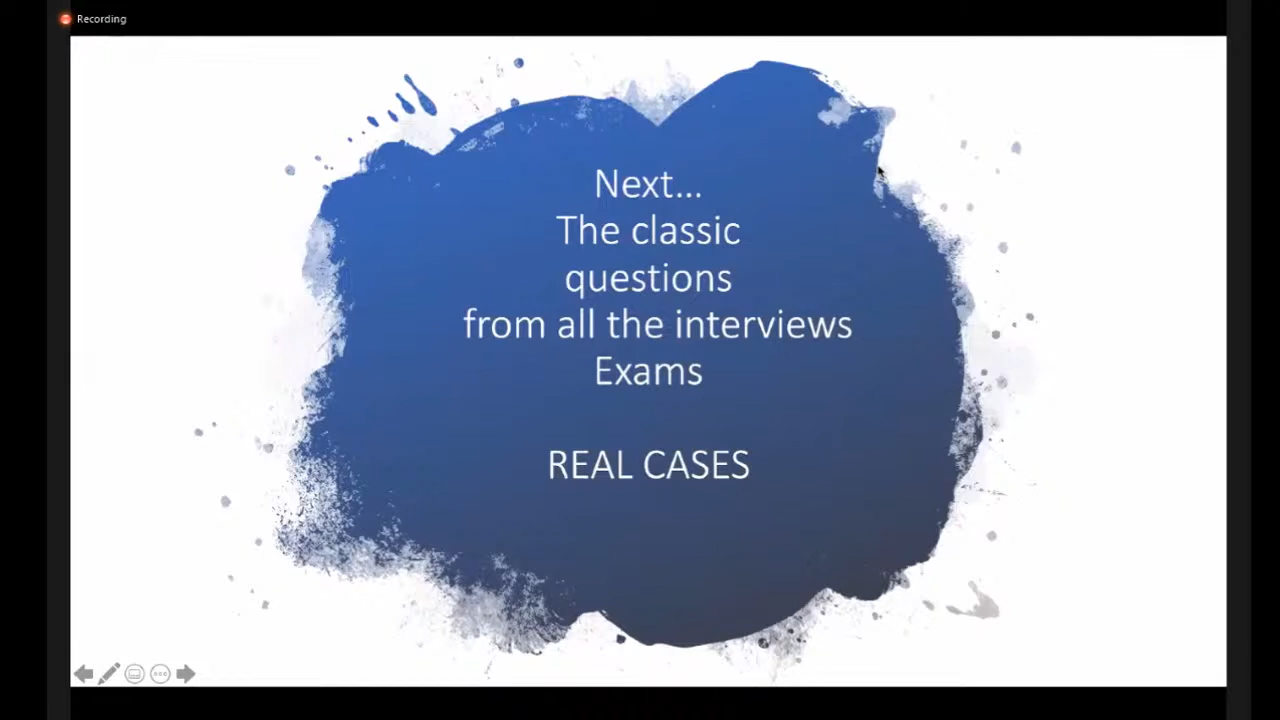 Recording
Next...
The classic
questions
from all the interviews
Exams
REAL CASES